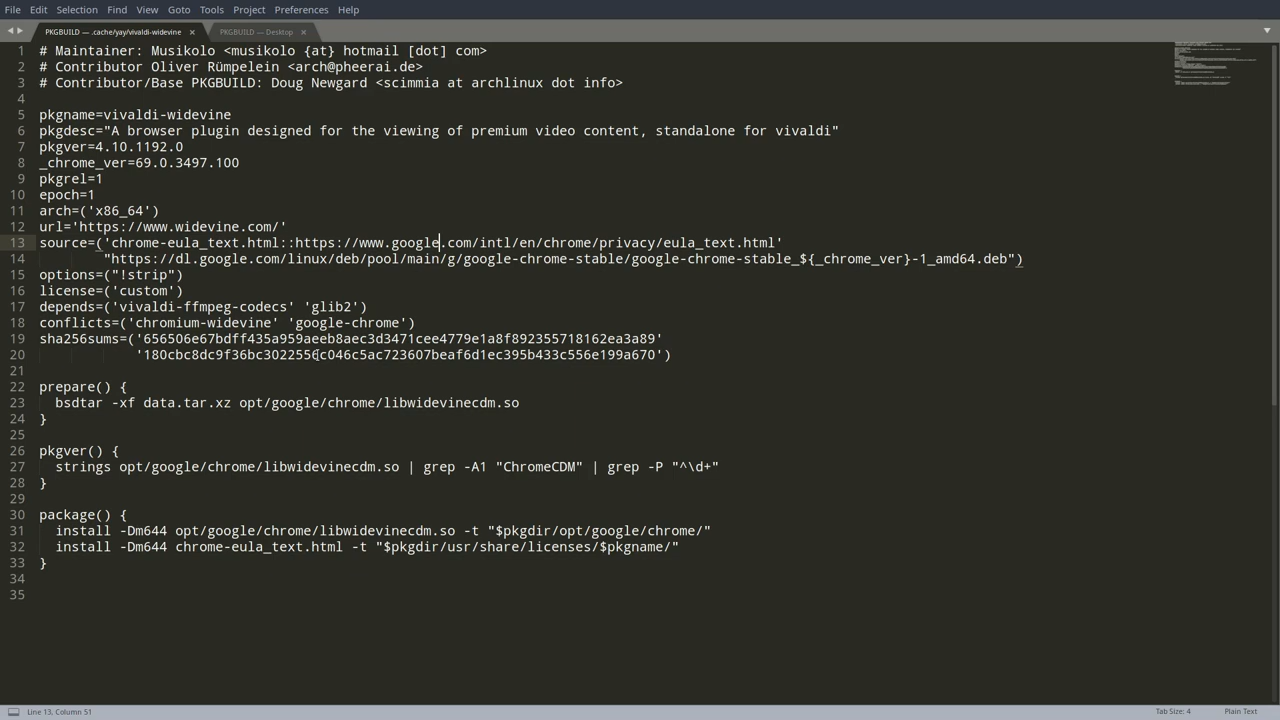 File Edit Selection Find View Goto Tools Project Preferences Help
PKGBUILD — .cache/yay/vivaldi-widevine × PKGBUILD — Desktop ×
1 # Maintainer: Musikolo <musikolo {at} hotmail [dot] com>
2 # Contributor Oliver Rümpelein <arch@pheerai.de>
3 # Contributor/Base PKGBUILD: Doug Newgard <scimmia at archlinux dot info>
4
5 pkgname=vivaldi-widevine
6 pkgdesc="A browser plugin designed for the viewing of premium video content, standalone for vivaldi"
7 pkgver=4.10.1192.0
8 _chrome_ver=69.0.3497.100
9 pkgrel=1
10 epoch=1
11 arch=('x86_64')
12 url='https://www.widevine.com/'
13 source=('chrome-eula_text.html::https://www.google.com/intl/en/chrome/privacy/eula_text.html'
14 "https://dl.google.com/linux/deb/pool/main/g/google-chrome-stable/google-chrome-stable_${_chrome_ver}-1_amd64.deb")
15 options=("!strip")
16 license=('custom')
17 depends=('vivaldi-ffmpeg-codecs' 'glib2')
18 conflicts=('chromium-widevine' 'google-chrome')
19 sha256sums=('656506e67bdff435a959aeeb8aec3d3471cee4779e1a8f892355718162ea3a89'
20 '180cbc8dc9f36bc3022556cc046c5ac723607beaf6d1ec395b433c556e199a670')
21
22 prepare() {
23 bsdtar -xf data.tar.xz opt/google/chrome/libwidevinecdm.so
24 }
25
26 pkgver() {
27 strings opt/google/chrome/libwidevinecdm.so | grep -A1 "ChromeCDM" | grep -P "^\d+"
28 }
29
30 package() {
31 install -Dm644 opt/google/chrome/libwidevinecdm.so -t "$pkgdir/opt/google/chrome/"
32 install -Dm644 chrome-eula_text.html -t "$pkgdir/usr/share/licenses/$pkgname/"
33 }
34
35
Line 13, Column 51 Tab Size: 4 Plain Text